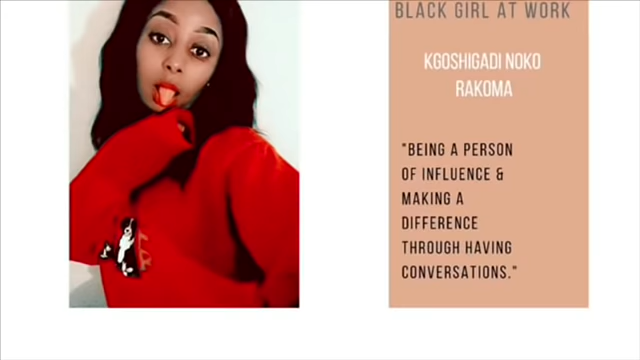 BLACK GIRL AT WORK
KGOSHIGADI NOKO
RAKOMA
"BEING A PERSON
OF INFLUENCE &
MAKING A
DIFFERENCE
THROUGH HAVING
CONVERSATIONS."